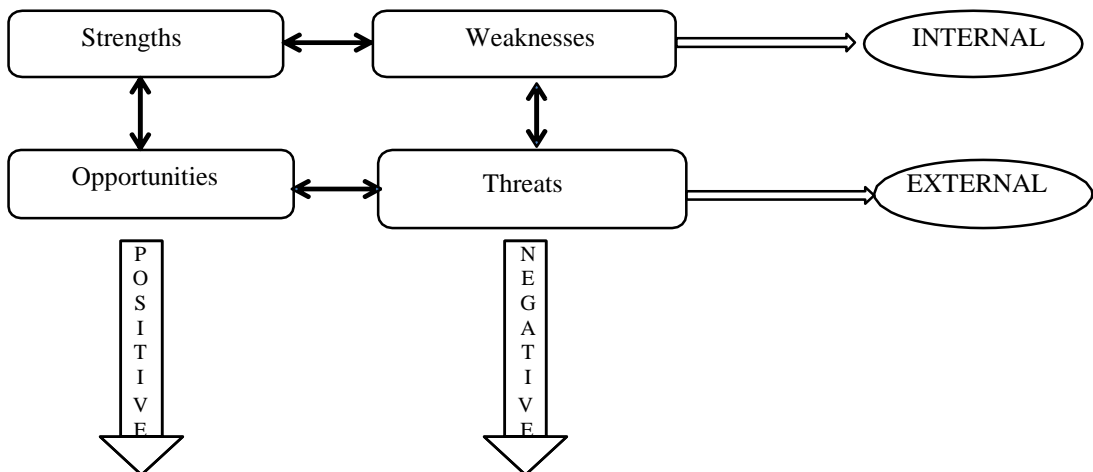 Strengths
Weaknesses
INTERNAL
Opportunities
Threats
EXTERNAL
POSITIVE
NEGATIVE